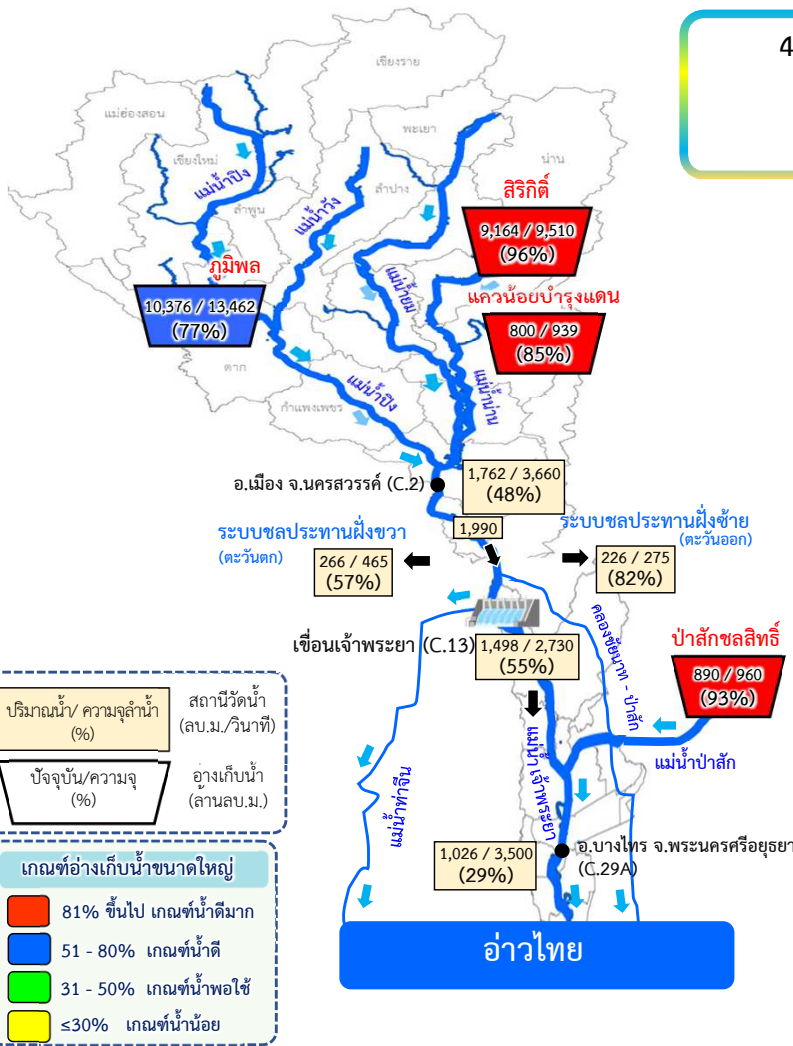 4
เชียงราย
แม่ฮ่องสอน
พะเยา
เชียงใหม่
น่าน
แม่น้ำปิง
ลำปาง
ลำพูน
แม่น้ำวัง
สิริกิติ์
9,164 / 9,510
(96%)
ภูมิพล
10,376 / 13,462
(77%)
แม่น้ำยม
แควน้อยบำรุงแดน
800 / 939
(85%)
ตาก
แม่น้ำปิง
แม่น้ำน่าน
กำแพงเพชร
อ.เมือง จ.นครสวรรค์ (C.2)
1,762 / 3,660
(48%)
1,990
ระบบชลประทานฝั่งขวา
(ตะวันตก)
266 / 465
(57%)
ระบบชลประทานฝั่งซ้าย
(ตะวันออก)
226 / 275
(82%)
เขื่อนเจ้าพระยา (C.13)
1,498 / 2,730
(55%)
คลองชัยนาท - ป่าสัก
ป่าสักชลสิทธิ์
890 / 960
(93%)
แม่น้ำป่าสัก
แม่น้ำเจ้าพระยา
แม่น้ำท่าจีน
ปริมาณน้ำ/ ความจุลำน้ำ
(%)
สถานีวัดน้ำ
(ลบ.ม./วินาที)
ปัจจุบัน/ความจุ
(%)
อ่างเก็บน้ำ
(ล้านลบ.ม.)
1,026 / 3,500
(29%)
อ.บางไทร จ.พระนครศรีอยุธยา
(C.29A)
เกณฑ์อ่างเก็บน้ำขนาดใหญ่
81% ขึ้นไป เกณฑ์น้ำดีมาก
51 - 80% เกณฑ์น้ำดี
31 - 50% เกณฑ์น้ำพอใช้
≤30% เกณฑ์น้ำน้อย
อ่าวไทย